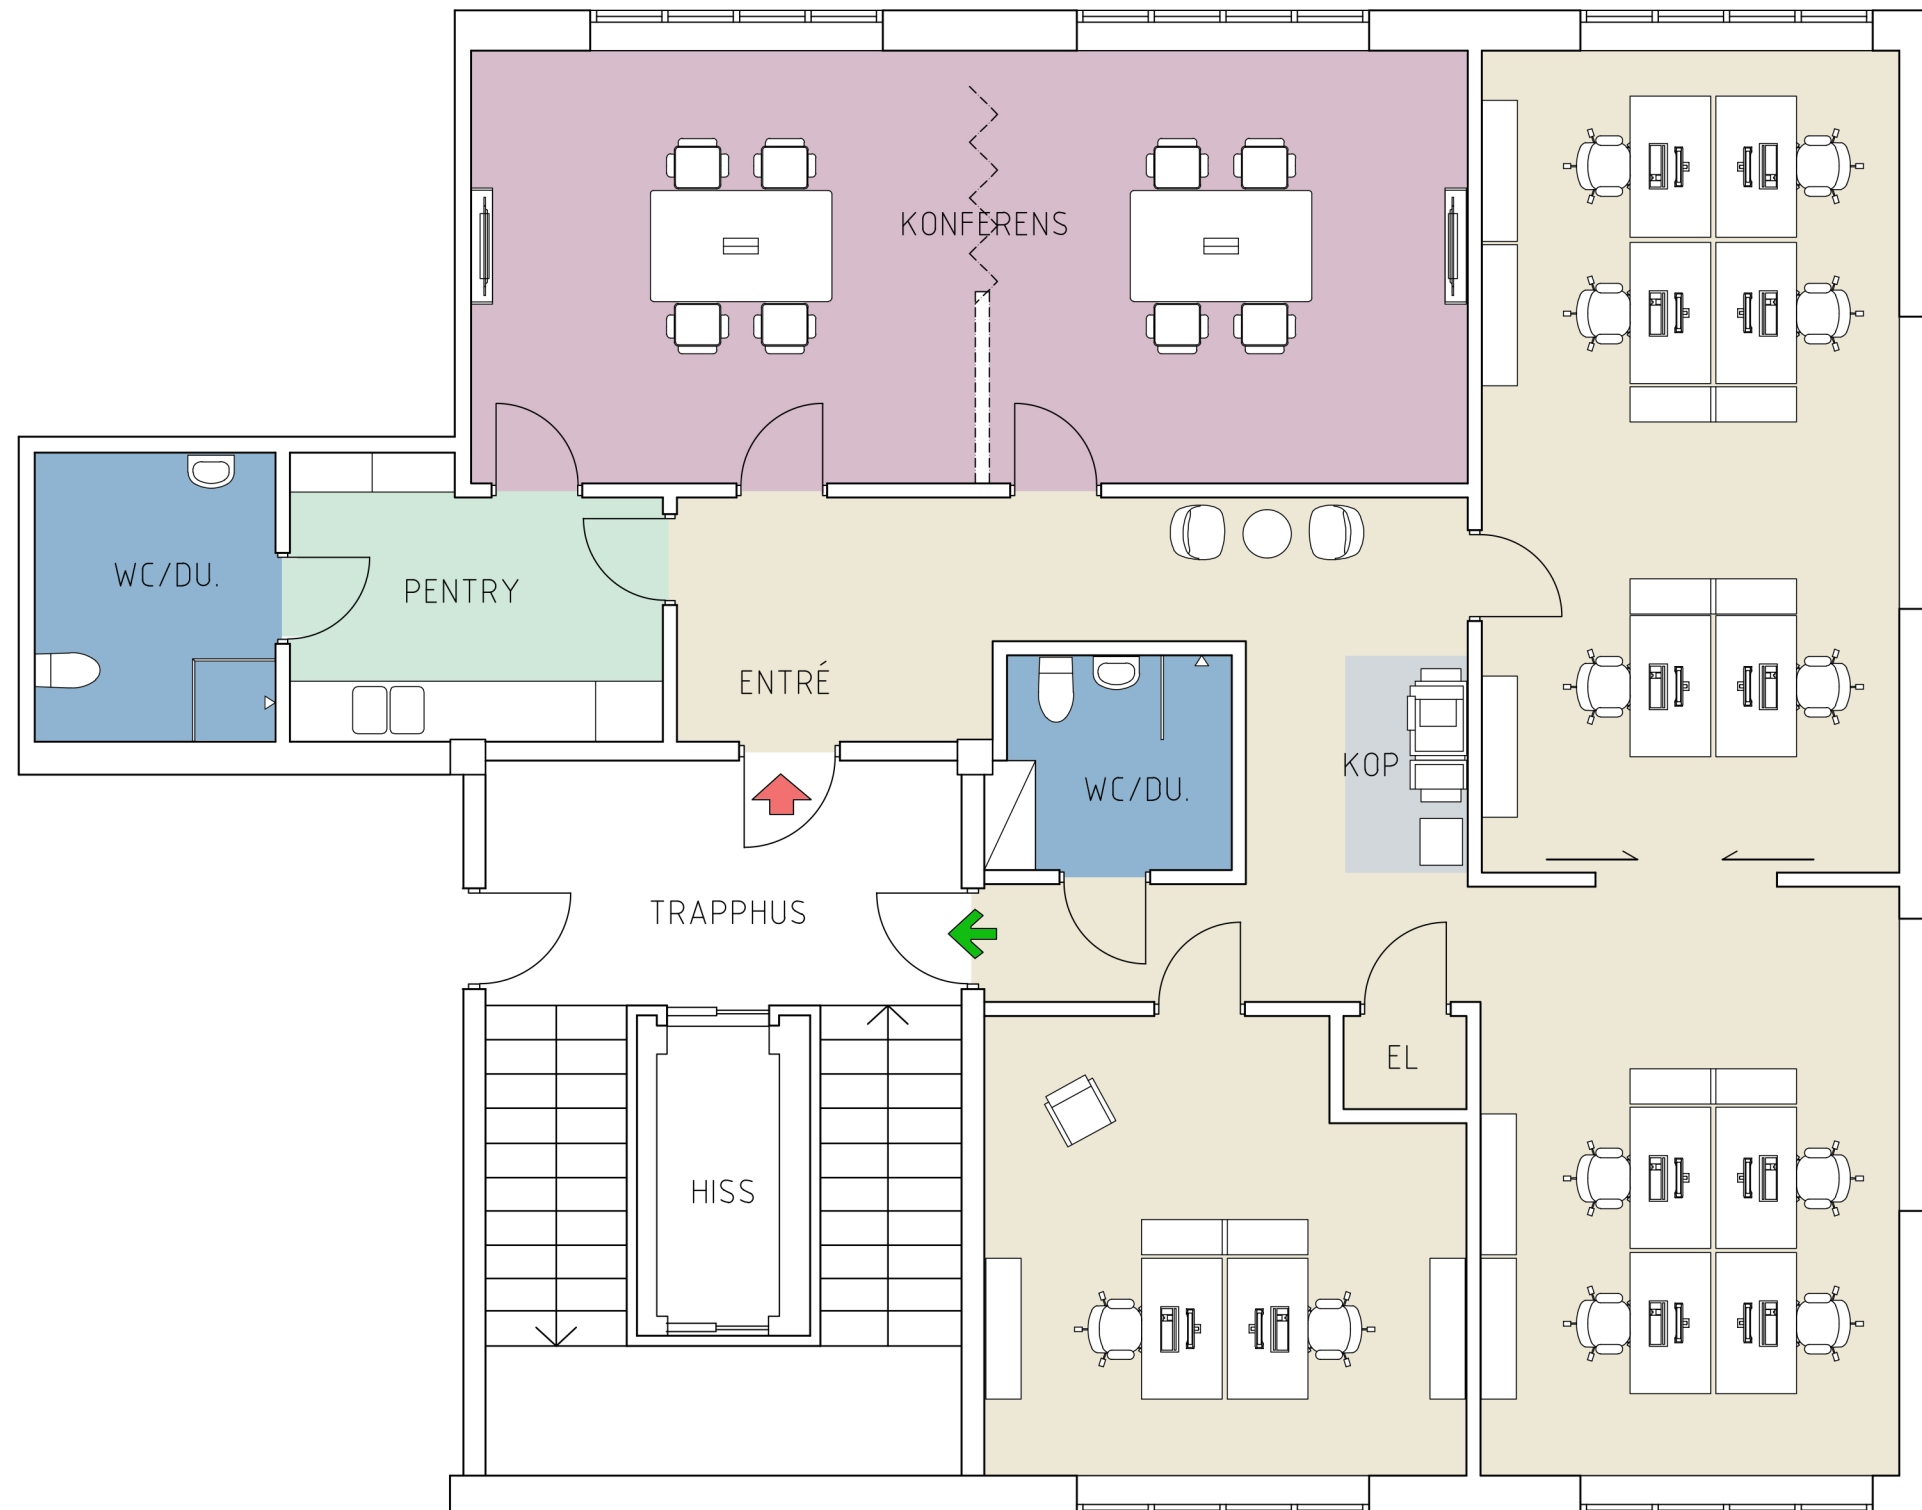 KONFERENS
WC/DU.
PENTRY
ENTRÉ
KOP
WC/DU.
TRAPPHUS
EL
HISS